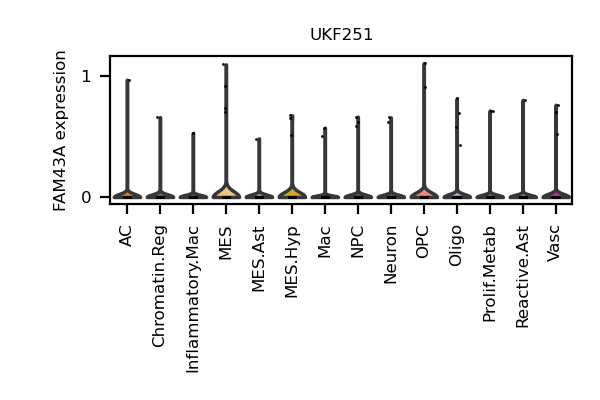 UKF251
FAM43A expression
1
0
AC
Chromatin.Reg
Inflammatory.Mac
MES
MES.Ast
MES.Hyp
Mac
NPC
Neuron
OPC
Oligo
Prolif.Metab
Reactive.Ast
Vasc